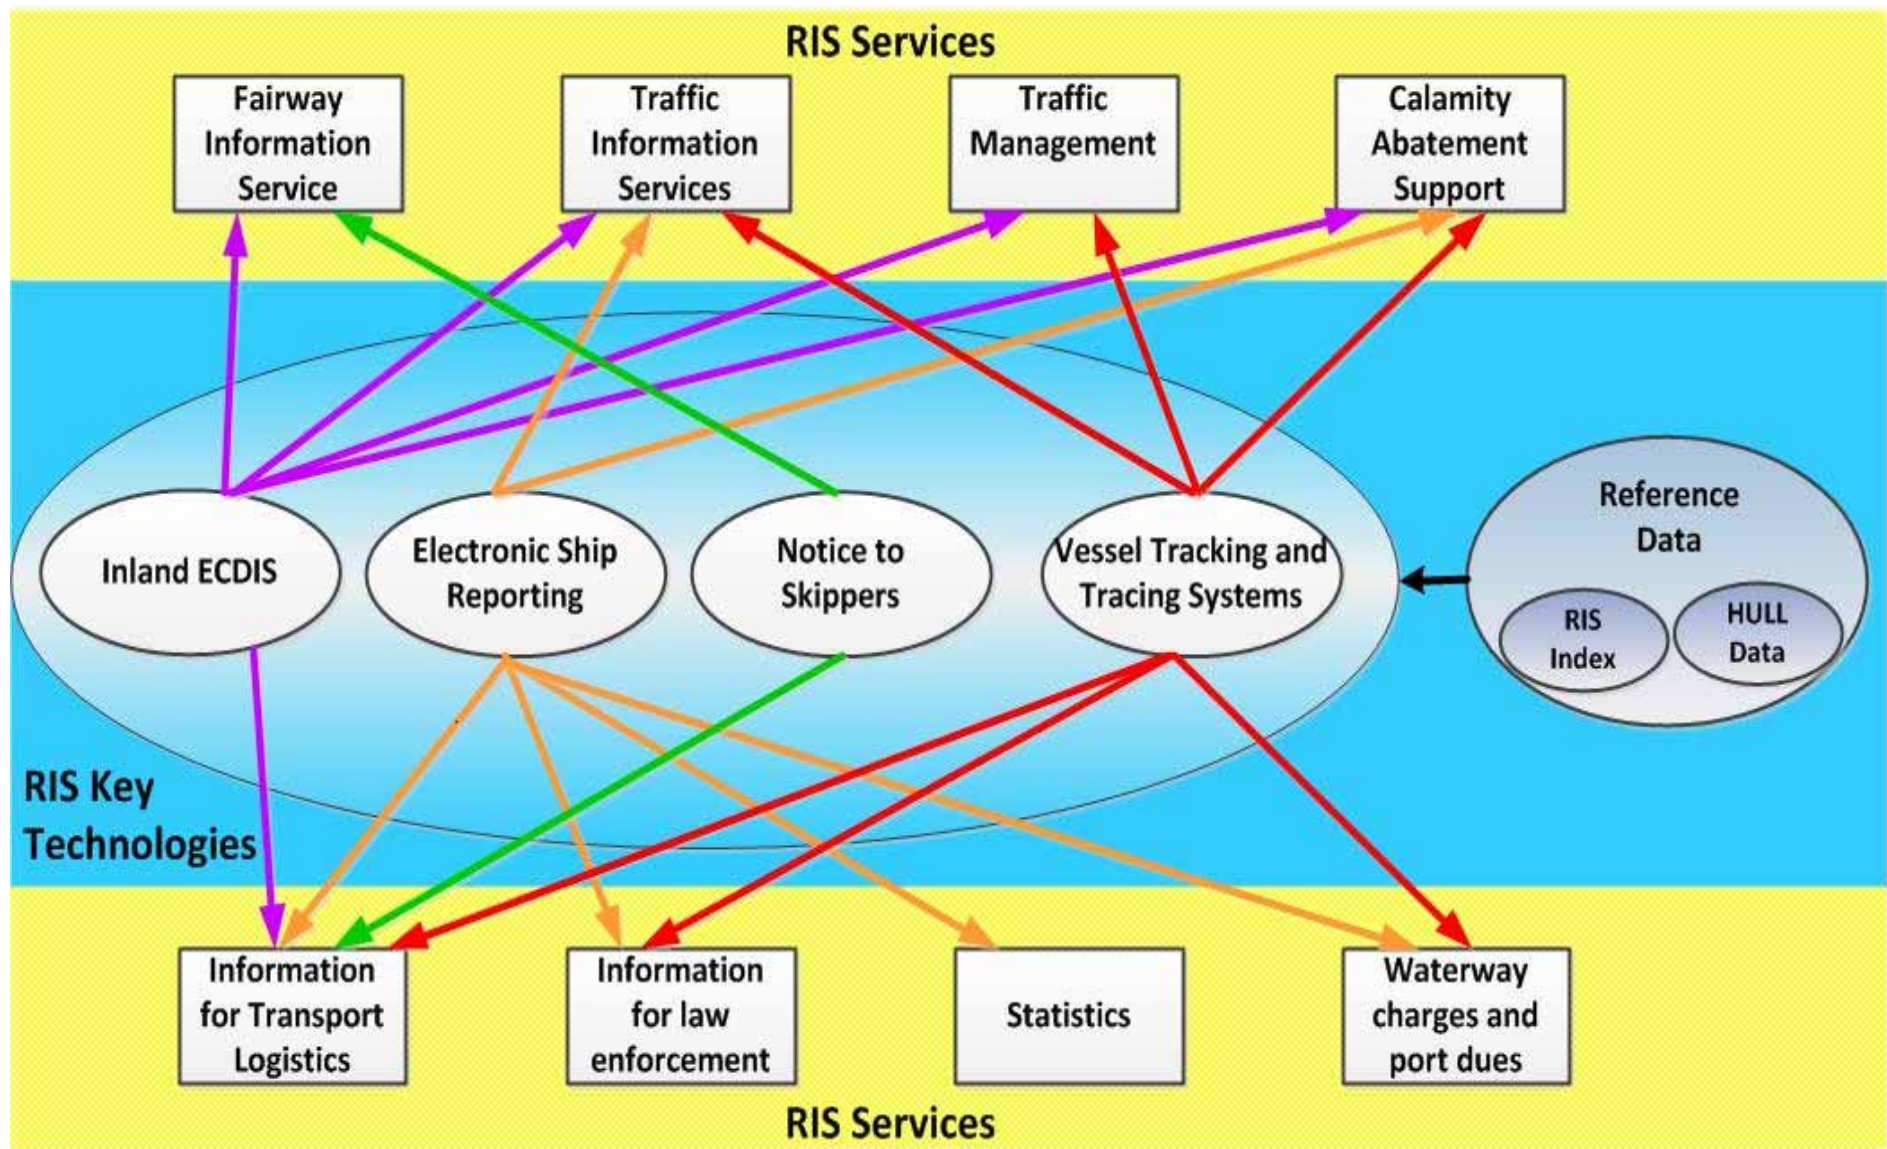 RIS Services
Fairway
Information
Service
Traffic
Information
Services
Traffic
Management
Calamity
Abatement
Support
Inland ECDIS
Electronic Ship
Reporting
Notice to
Skippers
Vessel Tracking and
Tracing Systems
Reference
Data
RIS
Index
HULL
Data
RIS Key
Technologies
Information
for Transport
Logistics
Information
for law
enforcement
Statistics
Waterway
charges and
port dues
RIS Services